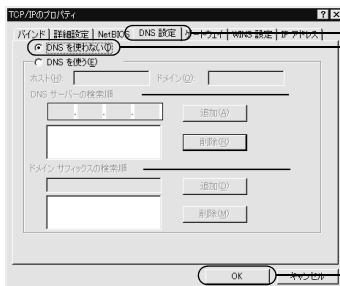 TCP/IPのプロパティ
バインド 詳細設定 NetBIOS DNS 設定 ゲートウェイ WINS 設定 IP アドレス
DNS を使わない(I)
DNS を使う(E)
ホスト(H): ドメイン(O):
DNS サーバーの検索順
追加(A)
削除(R)
ドメイン サフィックスの検索順
追加(D)
削除(M)
OK キャンセル